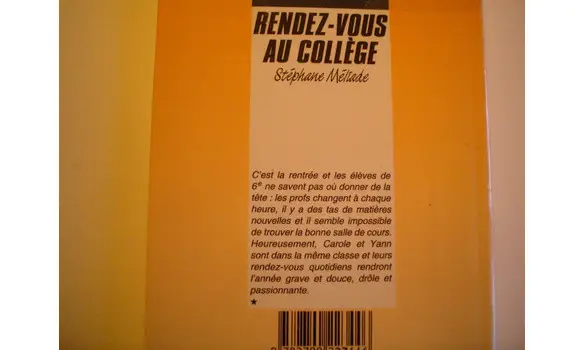 RENDEZ-VOUS
AU COLLÈGE
Stéphane Méliade
C'est la rentrée et les élèves de
6e ne savent pas où donner de la
tête : les profs changent à chaque
heure, il y a des tas de matières
nouvelles et il semble impossible
de trouver la bonne salle de cours.
Heureusement, Carole et Yann
sont dans la même classe et leurs
rendez-vous quotidiens rendront
l'année grave et douce, drôle et
passionnante.
*